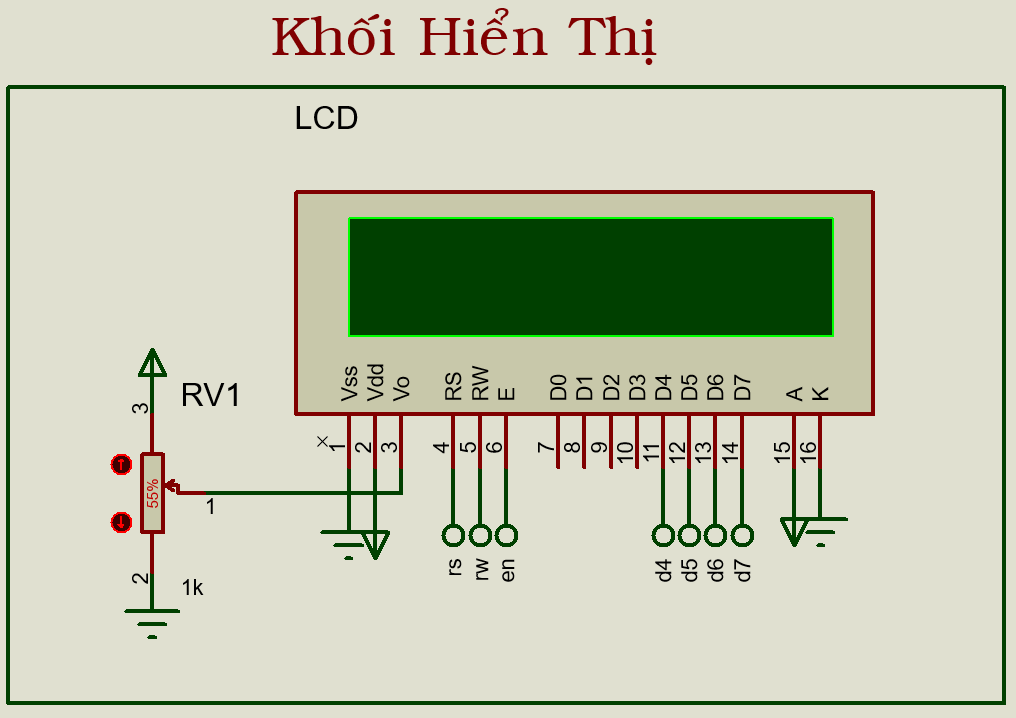 Khối Hiển Thị
LCD
Vss Vdd Vo RS RW E D0 D1 D2 D3 D4 D5 D6 D7 A K
1 2 3 4 5 6 7 8 9 10 11 12 13 14 15 16
RV1
3
55%
1
2
1k
rs rw en d4 d5 d6 d7